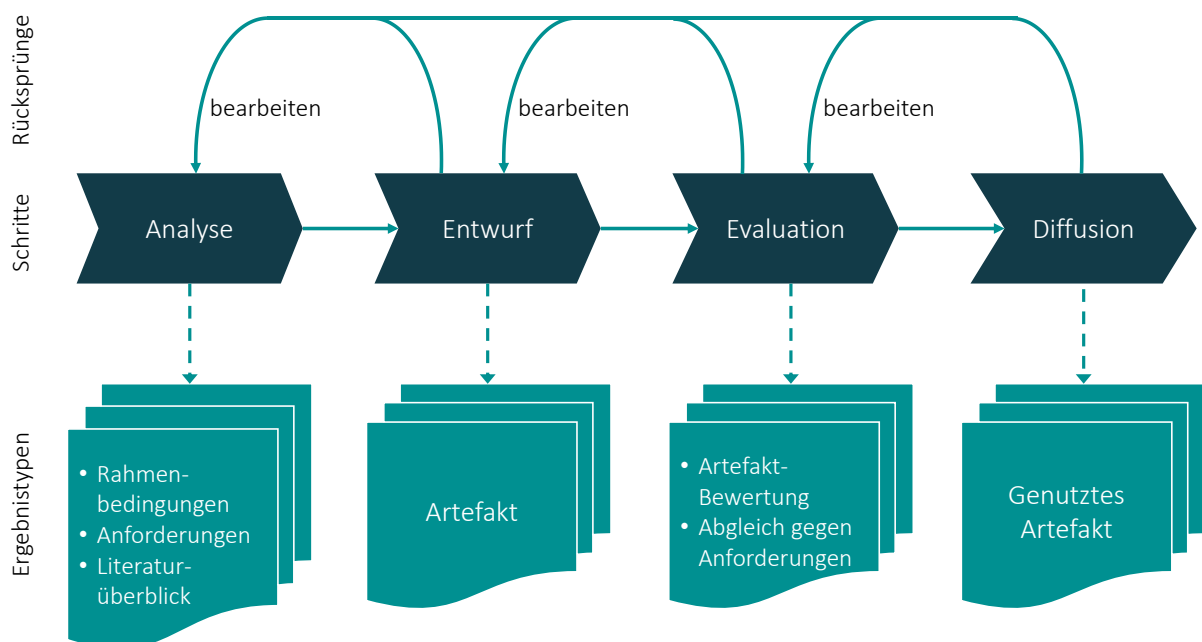 Rücksprünge
bearbeiten
bearbeiten
bearbeiten
Schritte
Analyse
Entwurf
Evaluation
Diffusion
Ergebnistypen
• Rahmen-
bedingungen
• Anforderungen
• Literatur-
überblick
Artefakt
• Artefakt-
Bewertung
• Abgleich gegen
Anforderungen
Genutztes
Artefakt